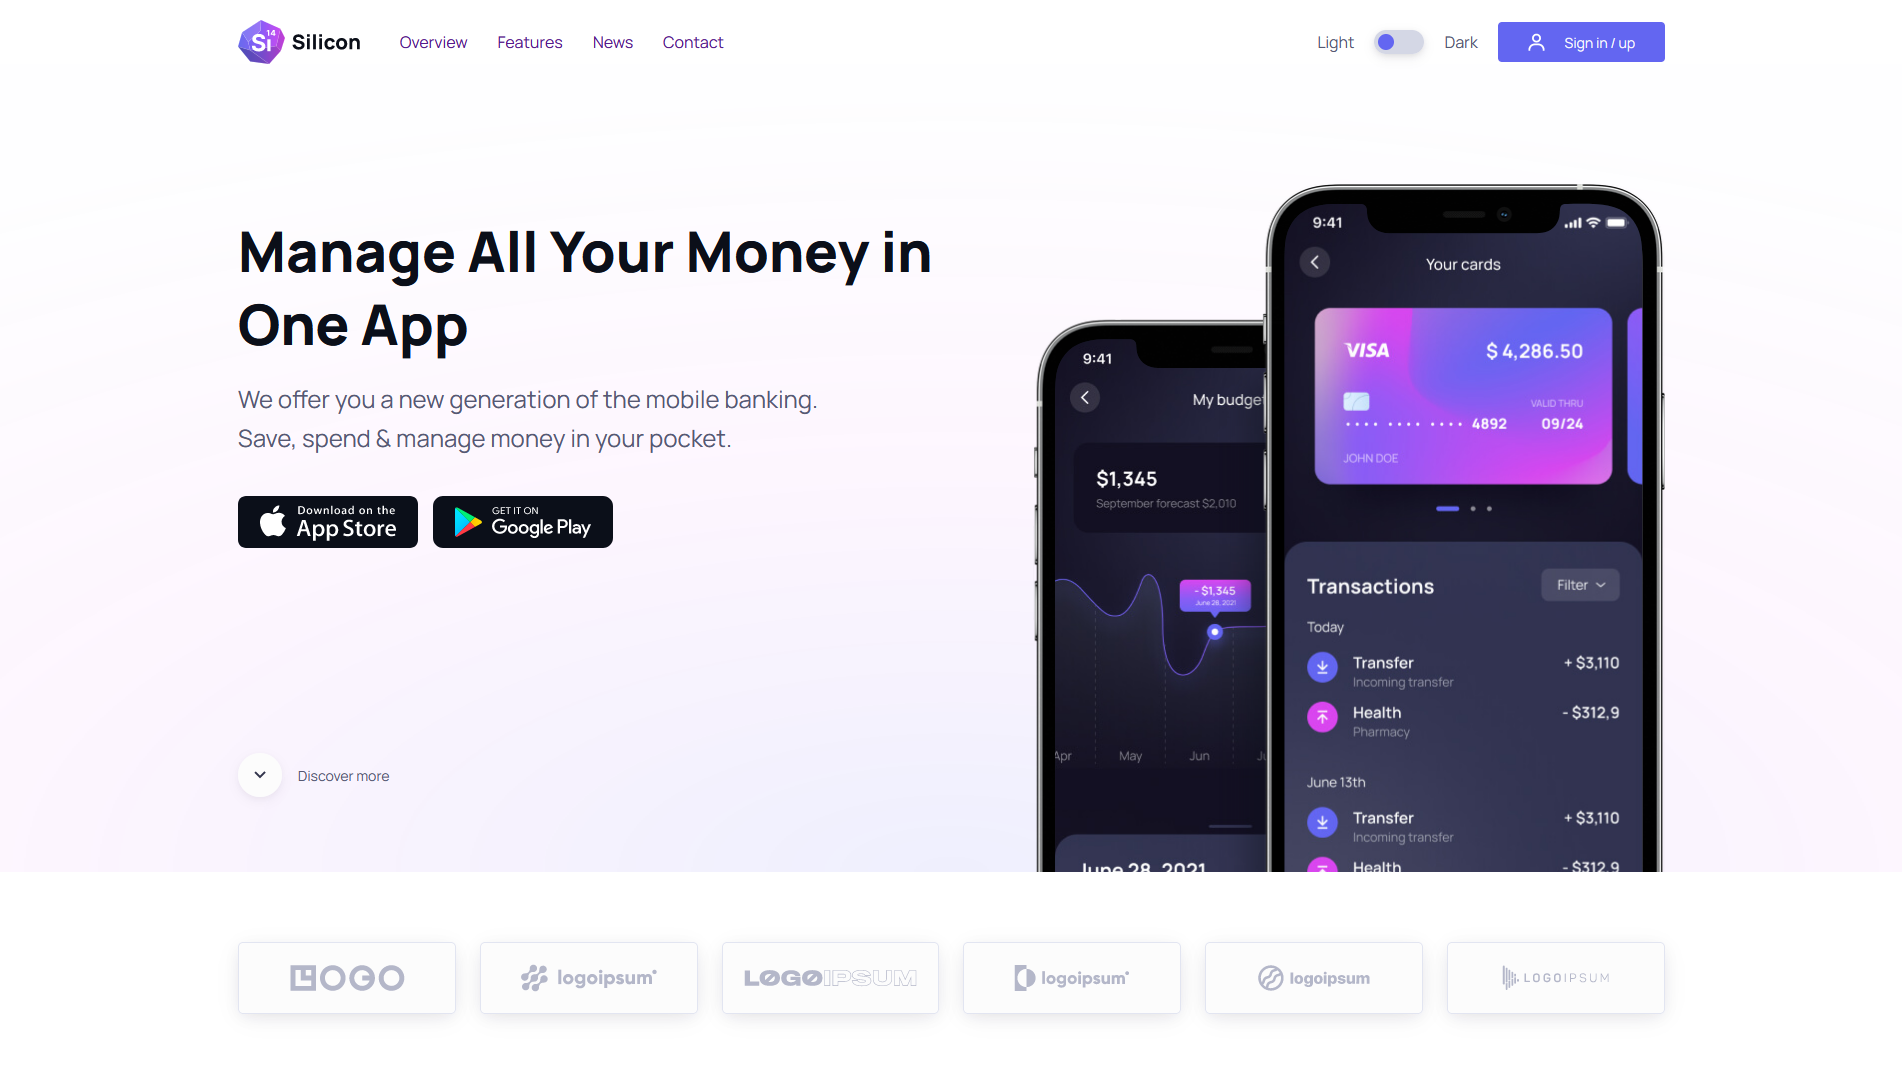 Si 14 Silicon
Overview
Features
News
Contact
Light
Dark
Sign in / up
Manage All Your Money in
One App
We offer you a new generation of the mobile banking.
Save, spend & manage money in your pocket.
Download on the
App Store
GET IT ON
Google Play
Discover more
9:41
My budget
$1,345
September forecast $2,010
- $1,345
June 28, 2021
Apr
May
Jun
June 28, 2021
9:41
Your cards
VISA
$ 4,286.50
VALID THRU
•••• •••• •••• 4892
09/24
JOHN DOE
Transactions
Filter
Today
Transfer
+ $3,110
Incoming transfer
Health
- $312,9
Pharmacy
June 13th
Transfer
+ $3,110
Incoming transfer
Health
- $312,9
LOGO
logoipsum
LOGOIPSUM
logoipsum
logoipsum
LOGOIPSUM